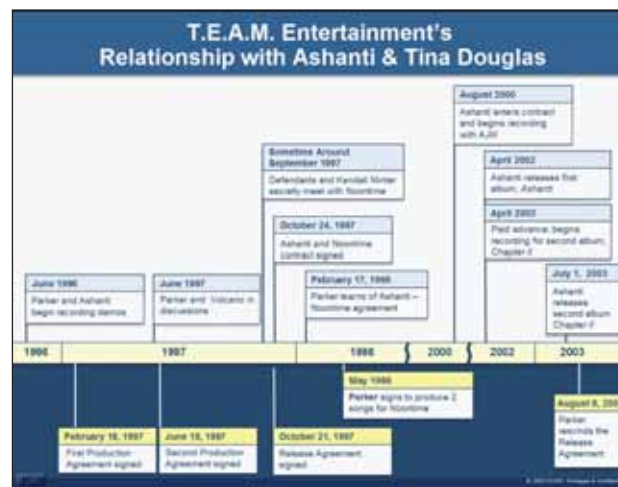 T.E.A.M. Entertainment's
Relationship with Ashanti & Tina Douglas
August 2000
Ashanti enters contract
and begins recording
with AJM
Sometime Around
September 1997
Defendants and Kendall Minter
secretly meet with Noontime
April 2002
Ashanti releases first
album, Ashanti
October 24, 1997
Ashanti and Noontime
contract signed
April 2002
Paid advance, begins
recording for second album,
Chapter II
June 1996
Parker and Ashanti
begin recording demos
June 1997
Parker and Volcano in
discussions
February 17, 1998
Parker learns of Ashanti –
Noontime agreement
July 1, 2003
Ashanti
releases
second album
Chapter II
1996
1997
1998
2000
2002
2003
May 1998
Parker signs to produce 2
songs for Noontime
February 18, 1997
First Production
Agreement signed
June 18, 1997
Second Production
Agreement signed
October 21, 1997
Release Agreement
signed
August
Parker
rescinds the
Release
Agreement